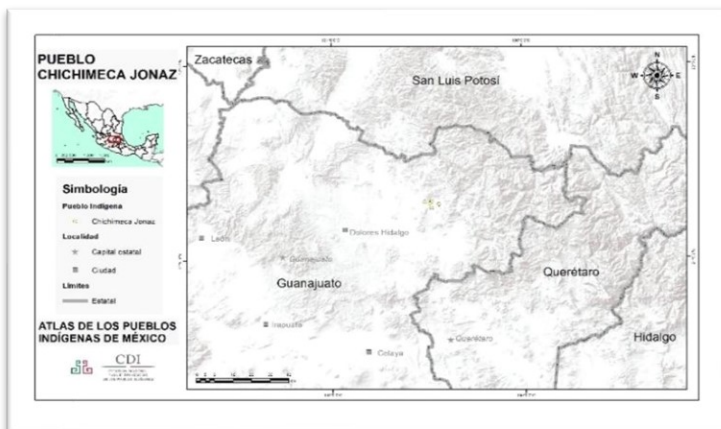 PUEBLO
CHICHIMECA JONAZ
Simbología
Pueblo Indígena
Chichimeca Jonaz
Localidad
Capital estatal
Ciudad
Límites
Estatal
ATLAS DE LOS PUEBLOS
INDÍGENAS DE MÉXICO
CDI
Zacatecas
San Luis Potosí
N
W
E
S
León
Dolores Hidalgo
Guanajuato
Guanajuato
Querétaro
Irapuato
Querétaro
Hidalgo
Celaya